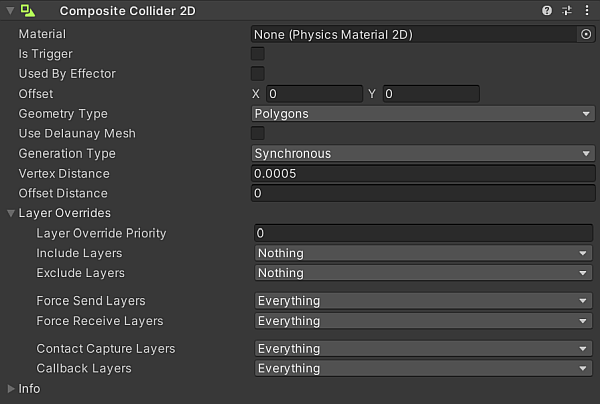 Composite Collider 2D
Material None (Physics Material 2D)
Is Trigger
Used By Effector
Offset X 0 Y 0
Geometry Type Polygons
Use Delaunay Mesh
Generation Type Synchronous
Vertex Distance 0.0005
Offset Distance 0
Layer Overrides
Layer Override Priority 0
Include Layers Nothing
Exclude Layers Nothing
Force Send Layers Everything
Force Receive Layers Everything
Contact Capture Layers Everything
Callback Layers Everything
Info